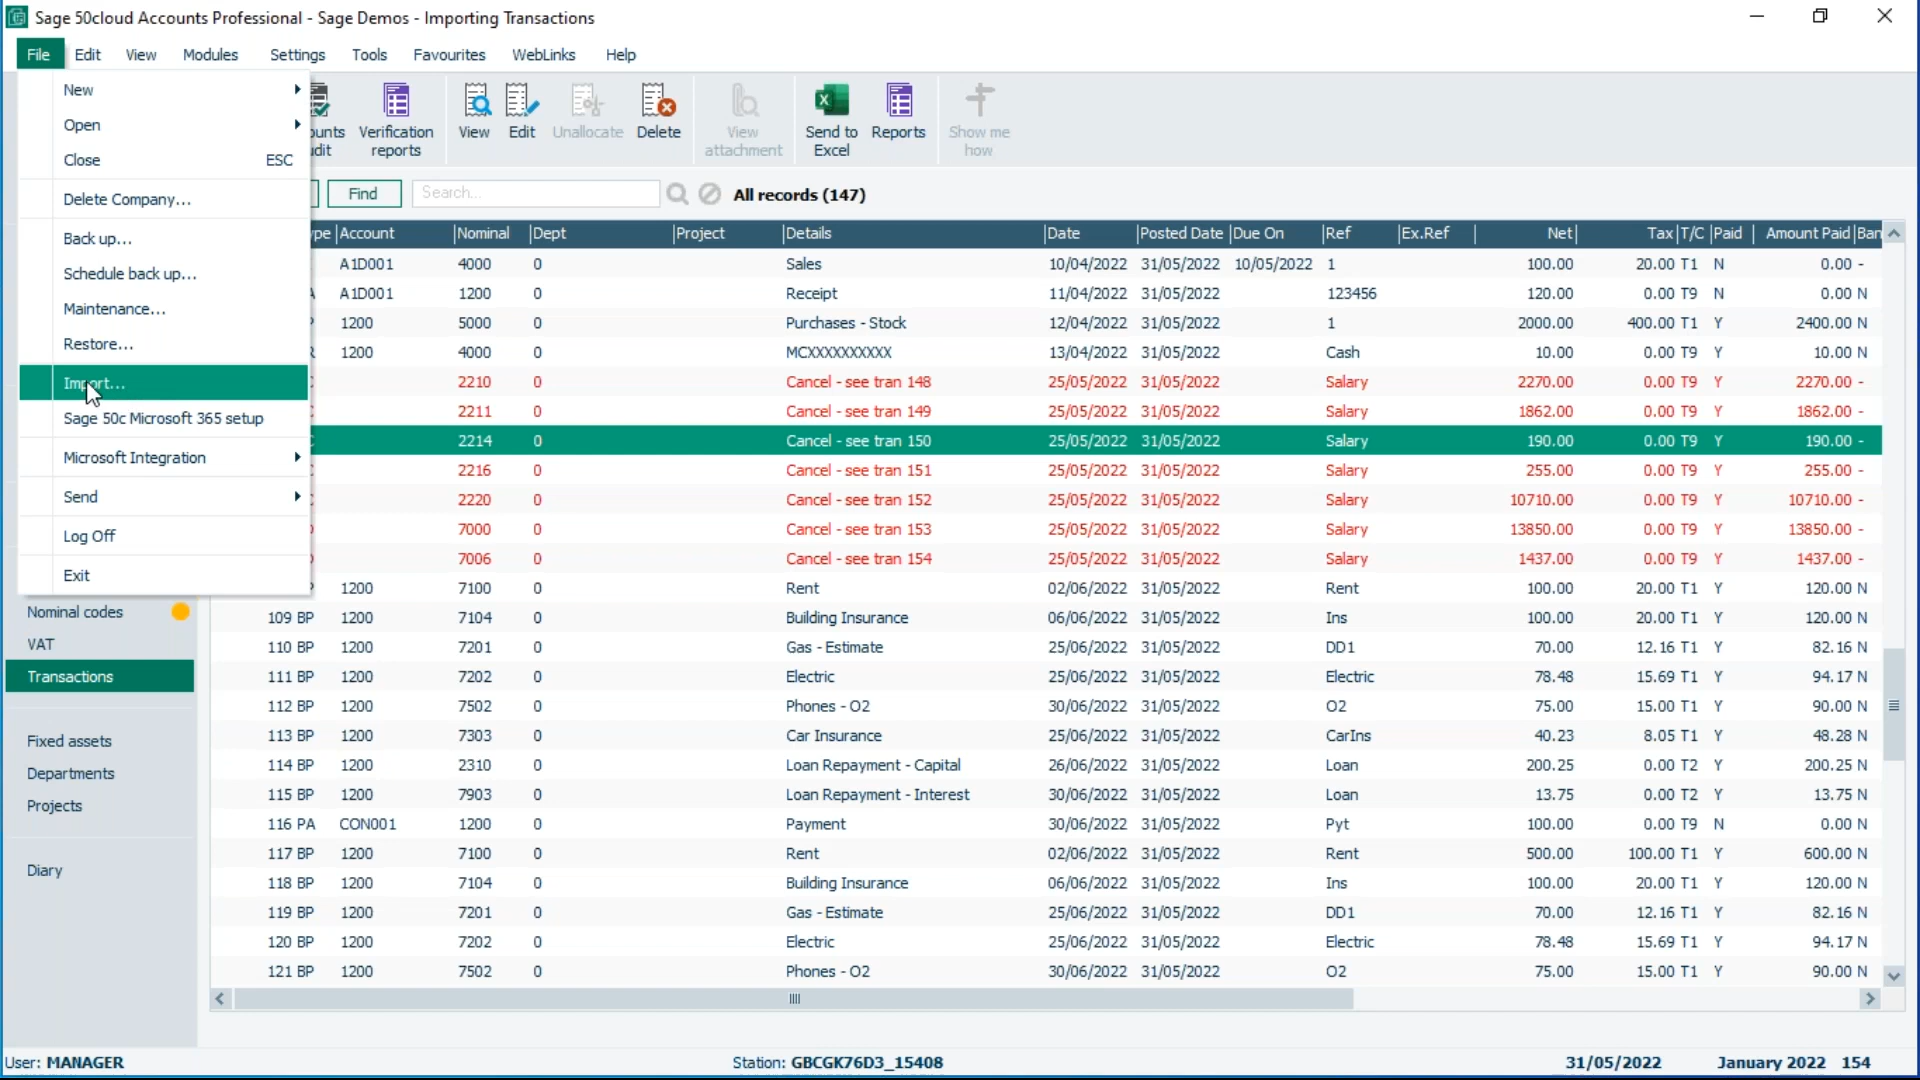 Sage 50cloud Accounts Professional - Sage Demos - Importing Transactions
File Edit View Modules Settings Tools Favourites WebLinks Help
New
Open
Close ESC
Delete Company...
Back up...
Schedule back up...
Maintenance...
Restore...
Import...
Sage 50c Microsoft 365 setup
Microsoft Integration
Send
Log Off
Exit
Verification reports
View
Edit
Unallocate
Delete
View attachment
Send to Excel
Reports
Show me how
Find Search... All records (147)
Account Nominal Dept Project Details Date Posted Date Due On Ref Ex.Ref Net Tax T/C Paid Amount Paid
A1D001 4000 0 Sales 10/04/2022 31/05/2022 10/05/2022 1 100.00 20.00 T1 N 0.00 -
A1D001 1200 0 Receipt 11/04/2022 31/05/2022 123456 120.00 0.00 T9 N 0.00 N
1200 5000 0 Purchases - Stock 12/04/2022 31/05/2022 1 2000.00 400.00 T1 Y 2400.00 N
1200 4000 0 MCXXXXXXXXXX 13/04/2022 31/05/2022 Cash 10.00 0.00 T9 Y 10.00 N
2210 0 Cancel - see tran 148 25/05/2022 31/05/2022 Salary 2270.00 0.00 T9 Y 2270.00 -
2211 0 Cancel - see tran 149 25/05/2022 31/05/2022 Salary 1862.00 0.00 T9 Y 1862.00 -
2214 0 Cancel - see tran 150 25/05/2022 31/05/2022 Salary 190.00 0.00 T9 Y 190.00 -
2216 0 Cancel - see tran 151 25/05/2022 31/05/2022 Salary 255.00 0.00 T9 Y 255.00 -
2220 0 Cancel - see tran 152 25/05/2022 31/05/2022 Salary 10710.00 0.00 T9 Y 10710.00 -
7000 0 Cancel - see tran 153 25/05/2022 31/05/2022 Salary 13850.00 0.00 T9 Y 13850.00 -
7006 0 Cancel - see tran 154 25/05/2022 31/05/2022 Salary 1437.00 0.00 T9 Y 1437.00 -
1200 7100 0 Rent 02/06/2022 31/05/2022 Rent 100.00 20.00 T1 Y 120.00 N
109 BP 1200 7104 0 Building Insurance 06/06/2022 31/05/2022 Ins 100.00 20.00 T1 Y 120.00 N
110 BP 1200 7201 0 Gas - Estimate 25/06/2022 31/05/2022 DD1 70.00 12.16 T1 Y 82.16 N
111 BP 1200 7202 0 Electric 25/06/2022 31/05/2022 Electric 78.48 15.69 T1 Y 94.17 N
112 BP 1200 7502 0 Phones - O2 30/06/2022 31/05/2022 O2 75.00 15.00 T1 Y 90.00 N
113 BP 1200 7303 0 Car Insurance 25/06/2022 31/05/2022 CarIns 40.23 8.05 T1 Y 48.28 N
114 BP 1200 2310 0 Loan Repayment - Capital 26/06/2022 31/05/2022 Loan 200.25 0.00 T2 Y 200.25 N
115 BP 1200 7903 0 Loan Repayment - Interest 30/06/2022 31/05/2022 Loan 13.75 0.00 T2 Y 13.75 N
116 PA CON001 1200 0 Payment 30/06/2022 31/05/2022 Pyt 100.00 0.00 T9 N 0.00 N
117 BP 1200 7100 0 Rent 02/06/2022 31/05/2022 Rent 500.00 100.00 T1 Y 600.00 N
118 BP 1200 7104 0 Building Insurance 06/06/2022 31/05/2022 Ins 100.00 20.00 T1 Y 120.00 N
119 BP 1200 7201 0 Gas - Estimate 25/06/2022 31/05/2022 DD1 70.00 12.16 T1 Y 82.16 N
120 BP 1200 7202 0 Electric 25/06/2022 31/05/2022 Electric 78.48 15.69 T1 Y 94.17 N
121 BP 1200 7502 0 Phones - O2 30/06/2022 31/05/2022 O2 75.00 15.00 T1 Y 90.00 N
Nominal codes
VAT
Transactions
Fixed assets
Departments
Projects
Diary
User: MANAGER Station: GBCGK76D3_15408 31/05/2022 January 2022 154